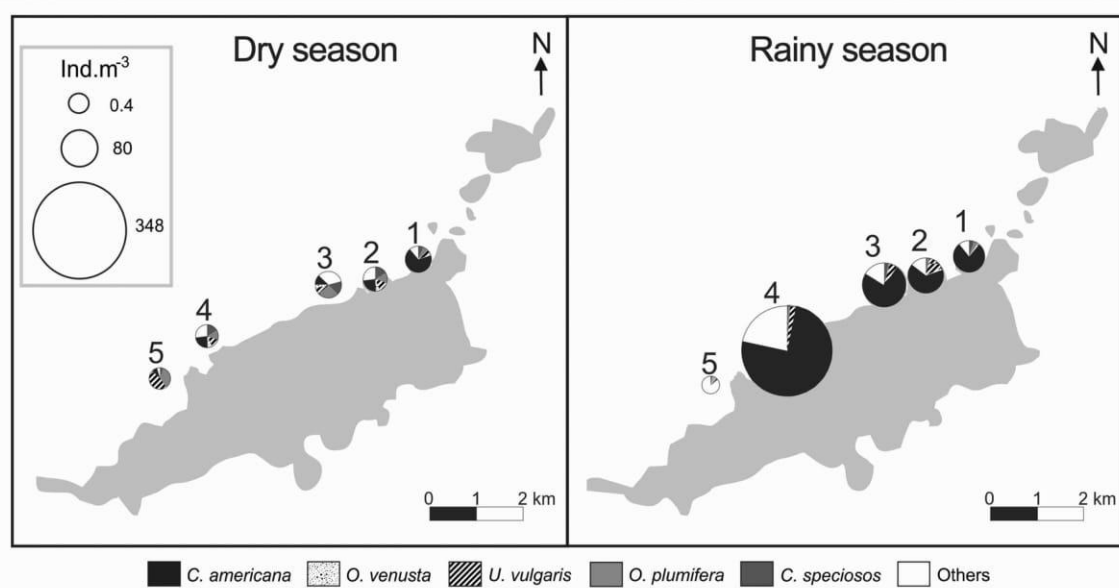 Dry season
N
Ind.m⁻³
0.4
80
348
1
2
3
4
5
0 1 2 km
Rainy season
N
1
2
3
4
5
0 1 2 km
C. americana O. venusta U. vulgaris O. plumifera C. speciosos Others